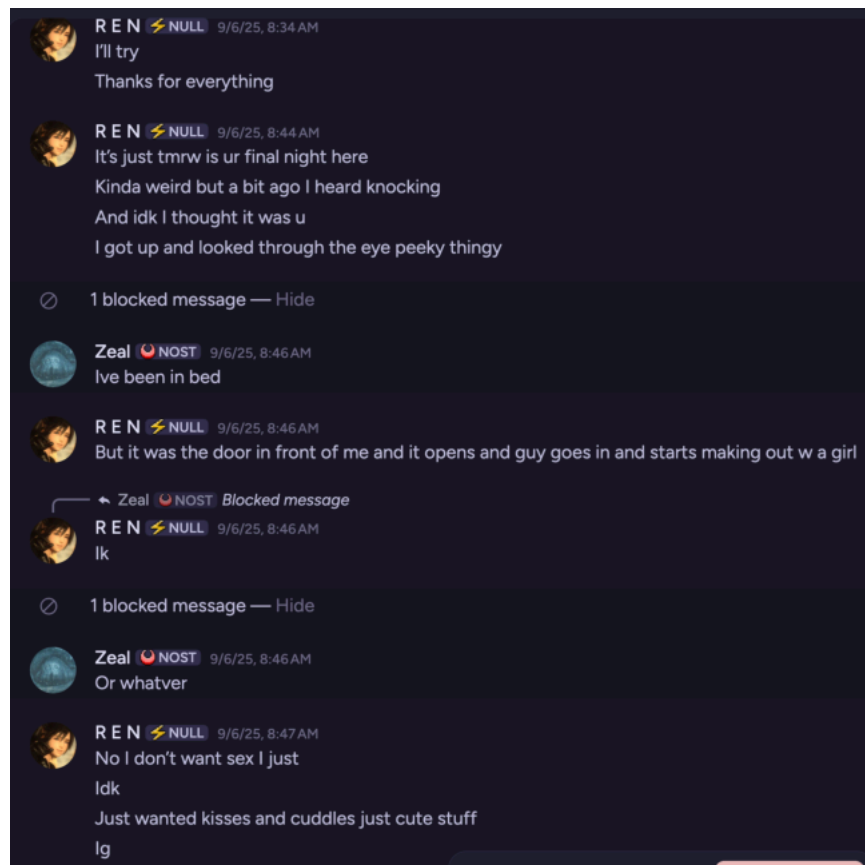 R E N ⚡ NULL 9/6/25, 8:34 AM
I'll try
Thanks for everything
R E N ⚡ NULL 9/6/25, 8:44 AM
It's just tmrw is ur final night here
Kinda weird but a bit ago I heard knocking
And idk I thought it was u
I got up and looked through the eye peeky thingy
1 blocked message — Hide
Zeal NOST 9/6/25, 8:46 AM
Ive been in bed
R E N ⚡ NULL 9/6/25, 8:46 AM
But it was the door in front of me and it opens and guy goes in and starts making out w a girl
Zeal NOST Blocked message
R E N ⚡ NULL 9/6/25, 8:46 AM
Ik
1 blocked message — Hide
Zeal NOST 9/6/25, 8:46 AM
Or whatver
R E N ⚡ NULL 9/6/25, 8:47 AM
No I don't want sex I just
Idk
Just wanted kisses and cuddles just cute stuff
Ig